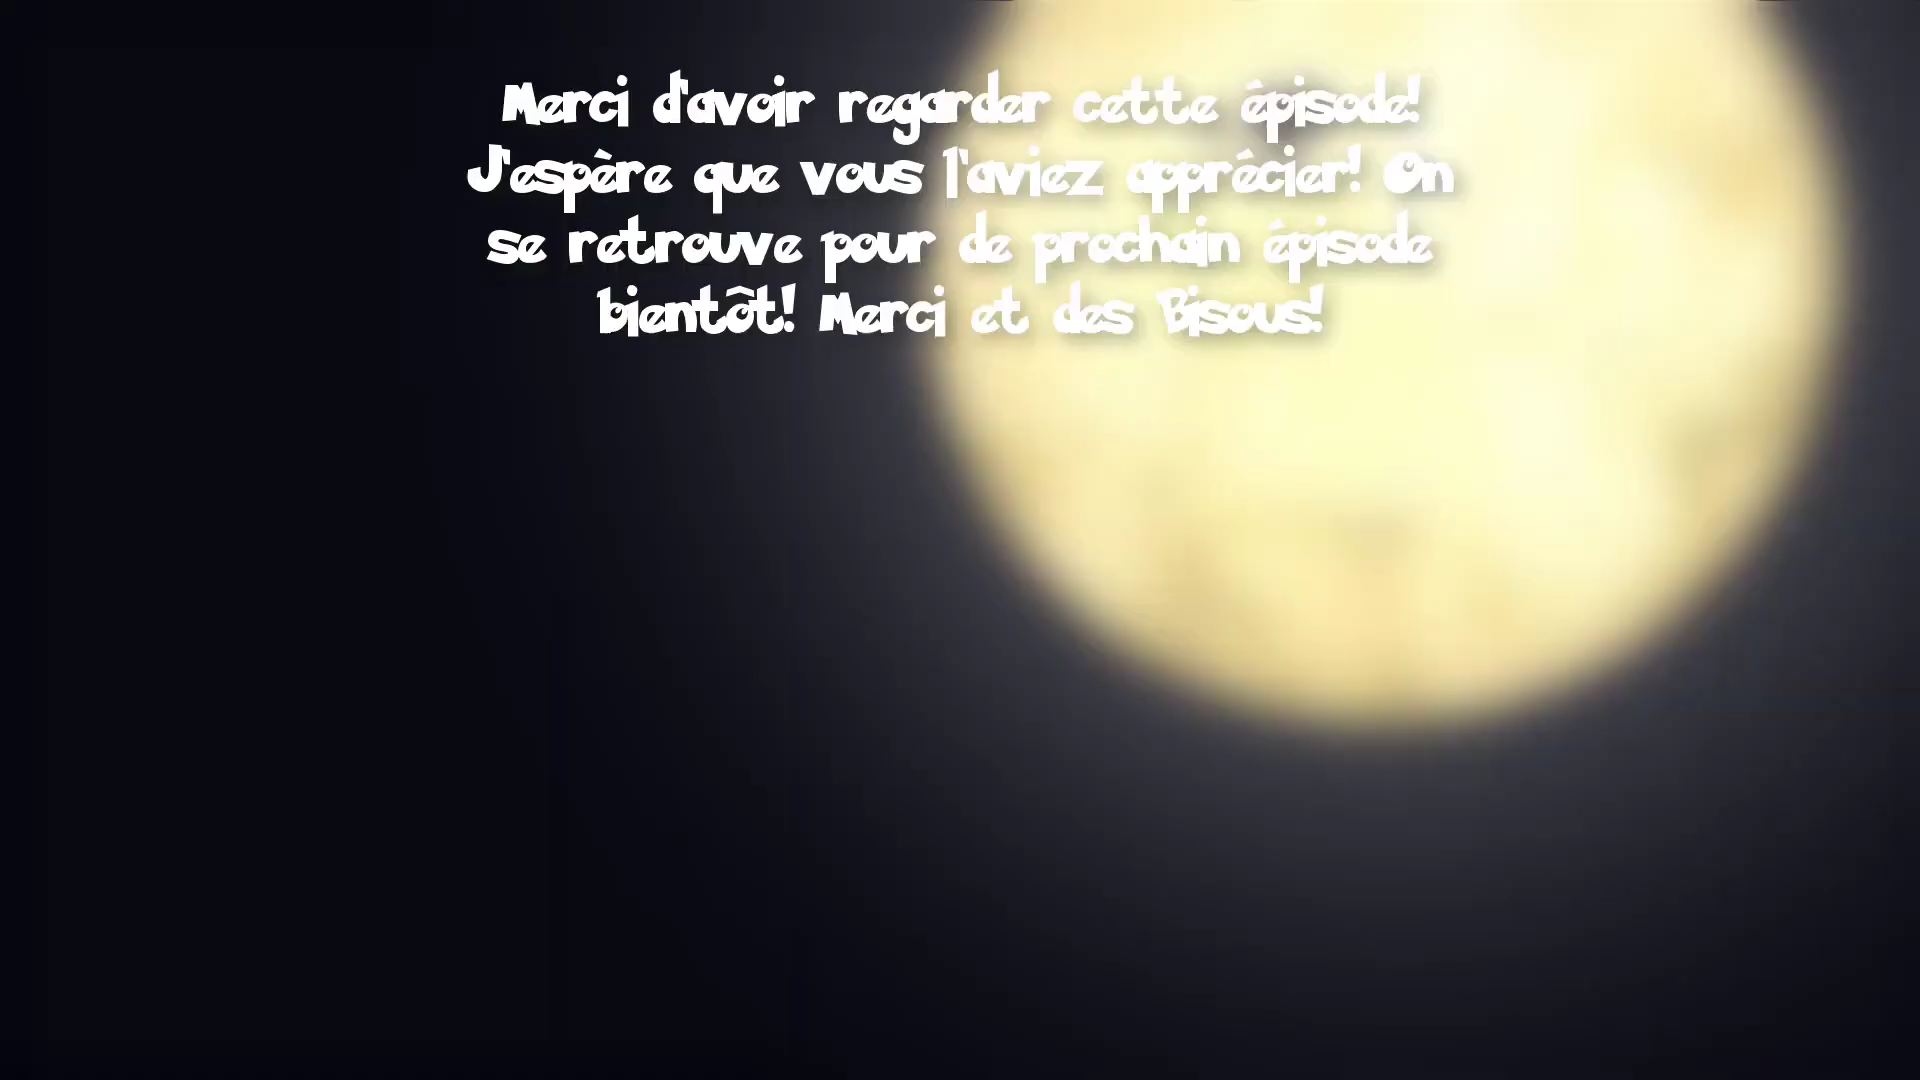 Merci d'avoir regarder cette épisode!
J'espère que vous l'aviez apprécier! On
se retrouve pour de prochain épisode
bientôt! Merci et des Bisous!